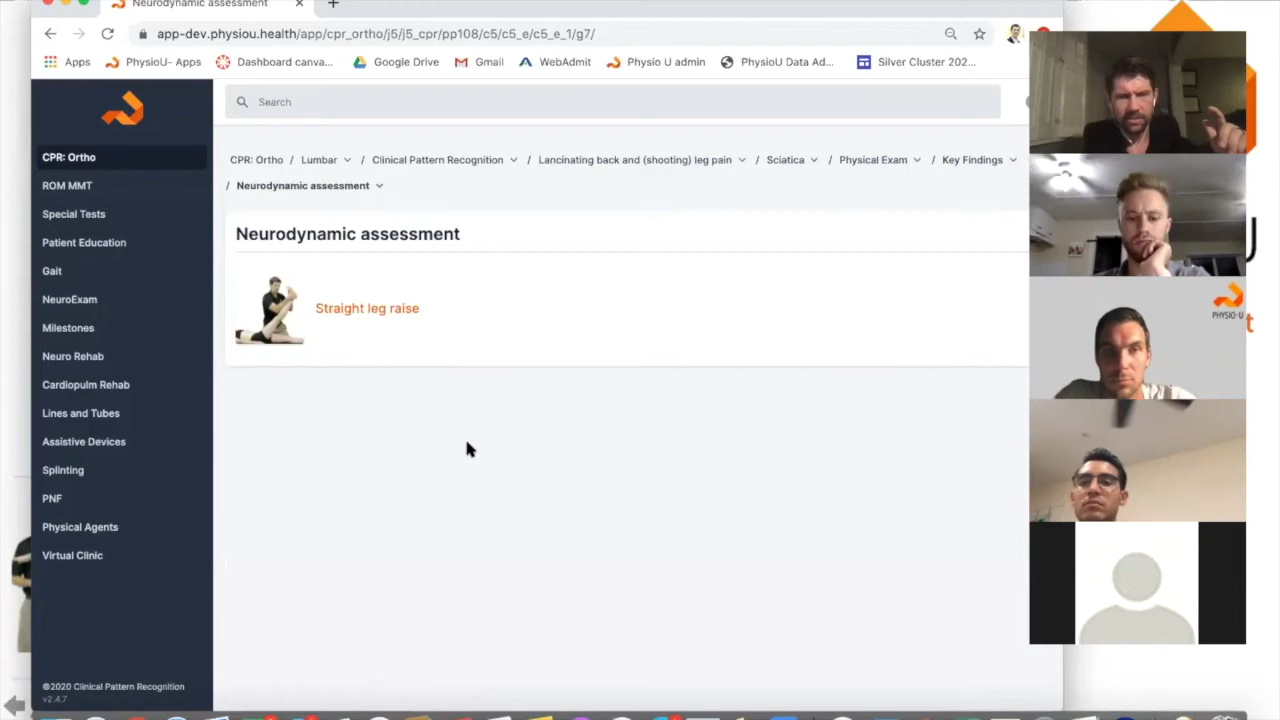 Neurodynamic assessment
app-dev.physiou.health/app/cpr_ortho/j5/j5_cpr/pp108/c5/c5_e/c5_e_1/g7/
Apps PhysioU- Apps Dashboard canva... Google Drive Gmail WebAdmit Physio U admin PhysioU Data Ad... Silver Cluster 202...
Search
CPR: Ortho
ROM MMT
Special Tests
Patient Education
Gait
NeuroExam
Milestones
Neuro Rehab
Cardiopulm Rehab
Lines and Tubes
Assistive Devices
Splinting
PNF
Physical Agents
Virtual Clinic
©2020 Clinical Pattern Recognition
v2.4.7
CPR: Ortho / Lumbar / Clinical Pattern Recognition / Lancinating back and (shooting) leg pain / Sciatica / Physical Exam / Key Findings
/ Neurodynamic assessment
Neurodynamic assessment
Straight leg raise
PHYSIO-U